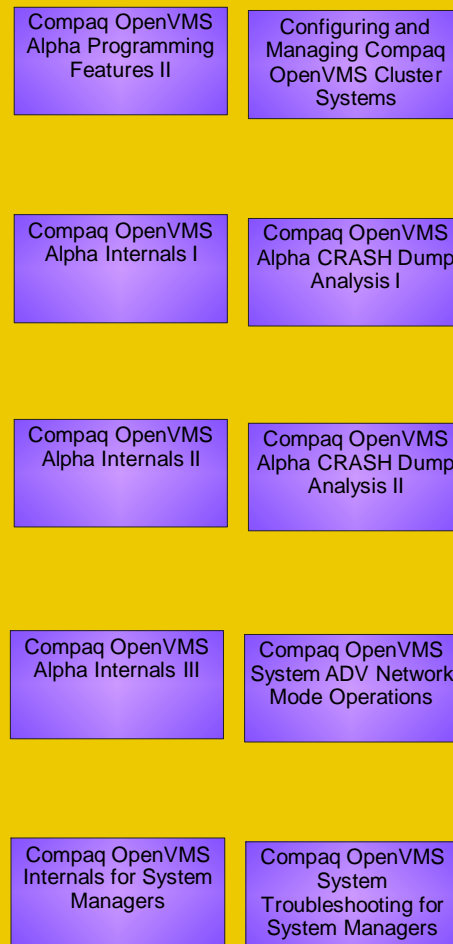 Compaq OpenVMS
Alpha Programming
Features II
Configuring and
Managing Compaq
OpenVMS Cluster
Systems
Compaq OpenVMS
Alpha Internals I
Compaq OpenVMS
Alpha CRASH Dump
Analysis I
Compaq OpenVMS
Alpha Internals II
Compaq OpenVMS
Alpha CRASH Dump
Analysis II
Compaq OpenVMS
Alpha Internals III
Compaq OpenVMS
System ADV Network
Mode Operations
Compaq OpenVMS
Internals for System
Managers
Compaq OpenVMS
System
Troubleshooting for
System Managers